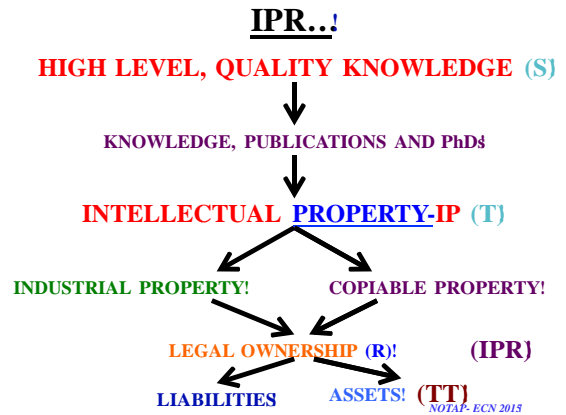 IPR...!
HIGH LEVEL, QUALITY KNOWLEDGE (S)
KNOWLEDGE, PUBLICATIONS AND PhDs
INTELLECTUAL PROPERTY-IP (T)
INDUSTRIAL PROPERTY! COPIABLE PROPERTY!
LEGAL OWNERSHIP (R)! (IPR)
LIABILITIES ASSETS! (TT)
NOTAP- ECN 2015